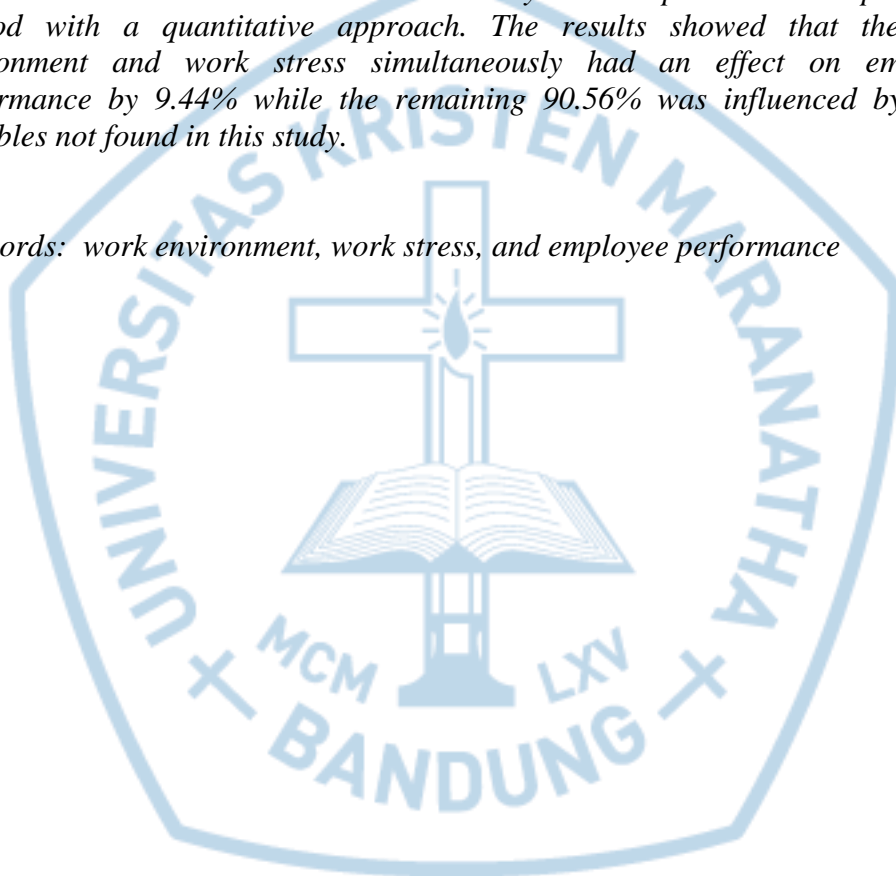 od with a quantitative approach. The results showed that the
onment and work stress simultaneously had an effect on em
rmance by 9.44% while the remaining 90.56% was influenced by
bles not found in this study.
ords: work environment, work stress, and employee performance
UNIVERSITAS KRISTEN MARANATHA
MCM LXV
BANDUNG